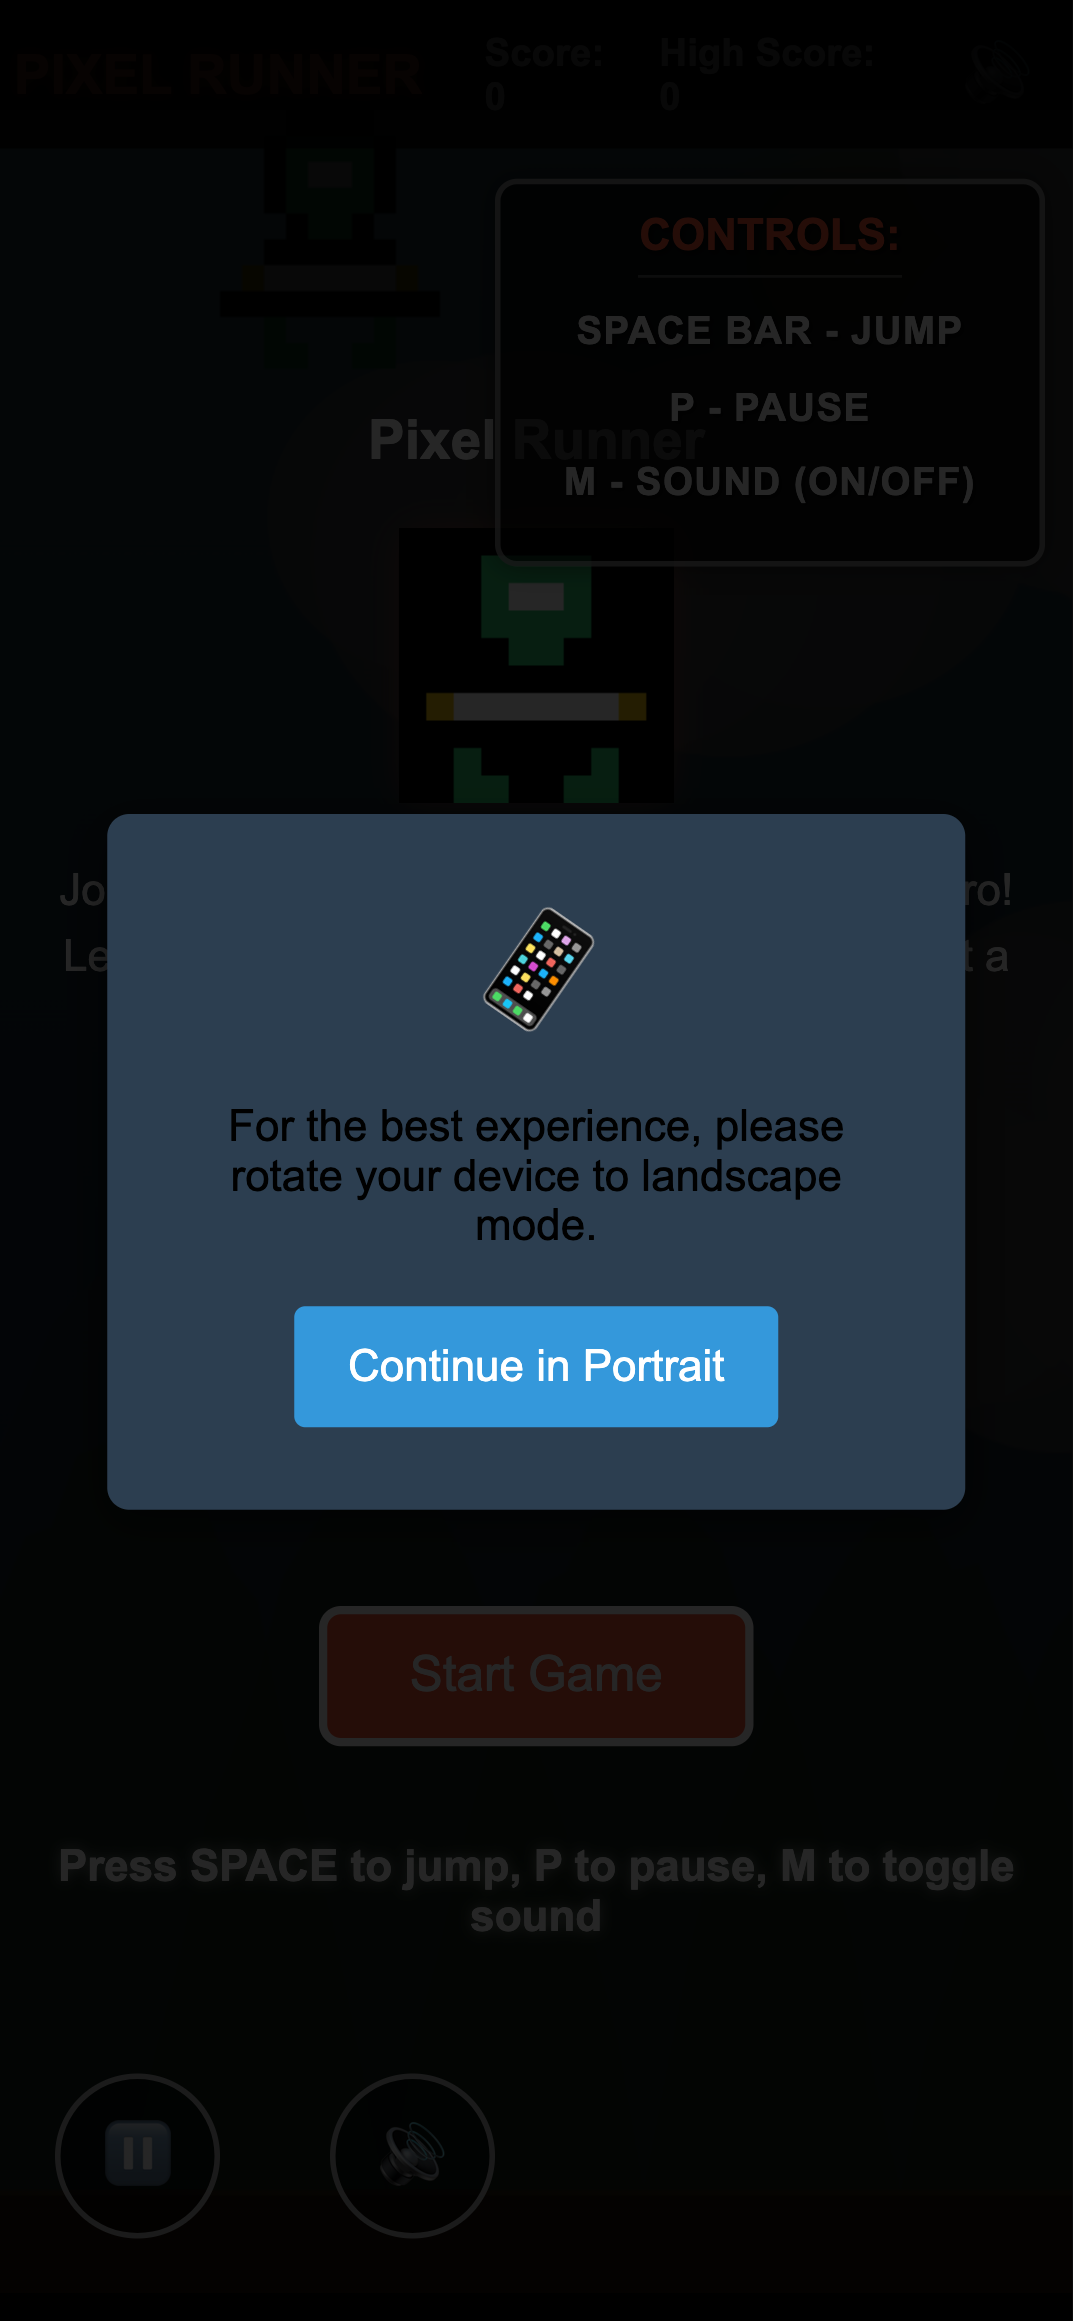 PIXEL RUNNER
Score:
0
High Score:
0
CONTROLS:
SPACE BAR - JUMP
P - PAUSE
M - SOUND (ON/OFF)
Pixel Runner
Jo
ro!
Le
t a
For the best experience, please
rotate your device to landscape
mode.
Continue in Portrait
Start Game
Press SPACE to jump, P to pause, M to toggle
sound